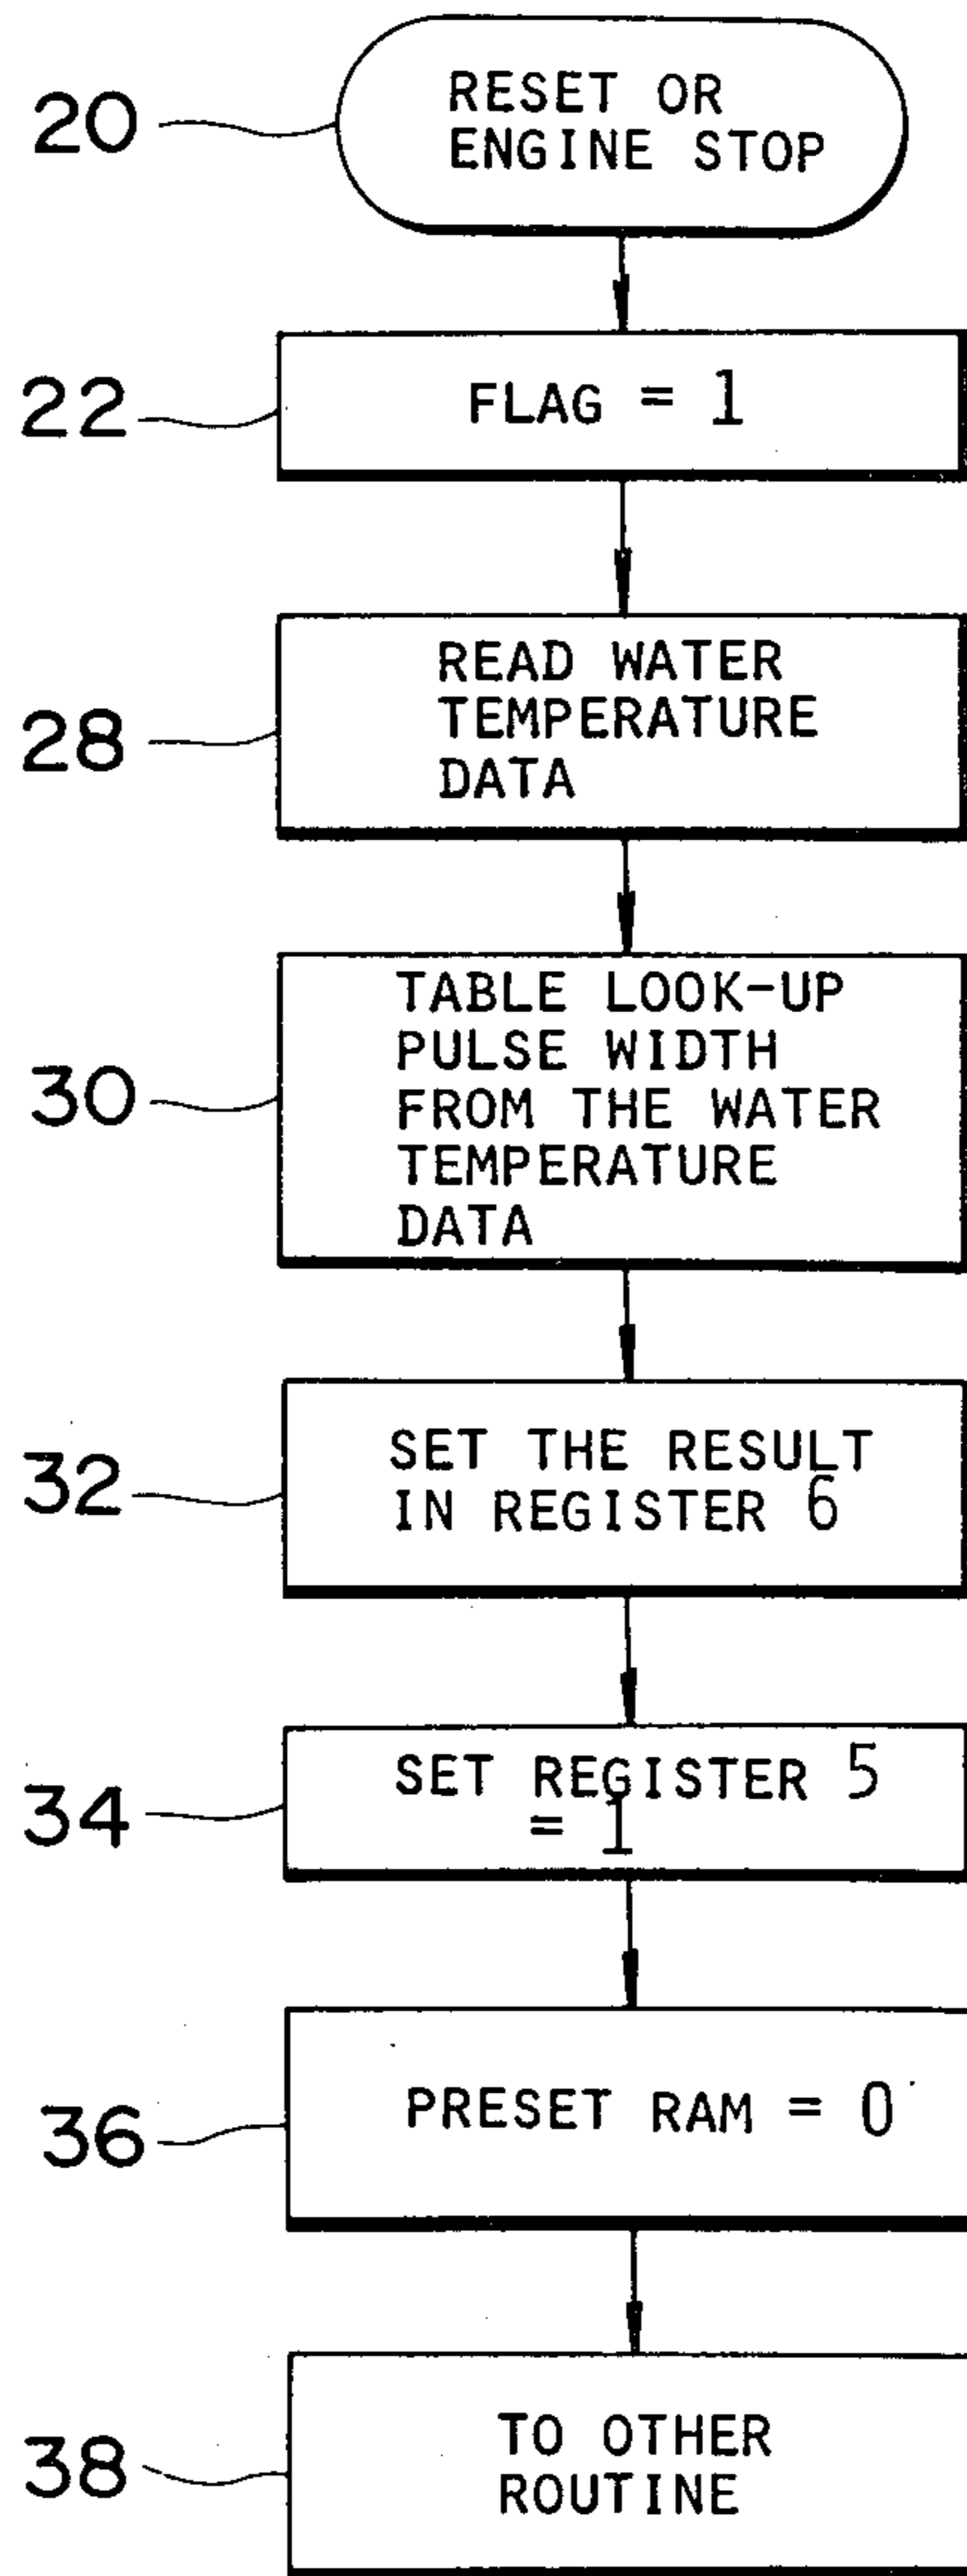 20
RESET OR
ENGINE STOP
22
FLAG = 1
28
READ WATER
TEMPERATURE
DATA
30
TABLE LOOK-UP
PULSE WIDTH
FROM THE WATER
TEMPERATURE
DATA
32
SET THE RESULT
IN REGISTER 6
34
SET REGISTER 5
= 1
36
PRESET RAM = 0
38
TO OTHER
ROUTINE